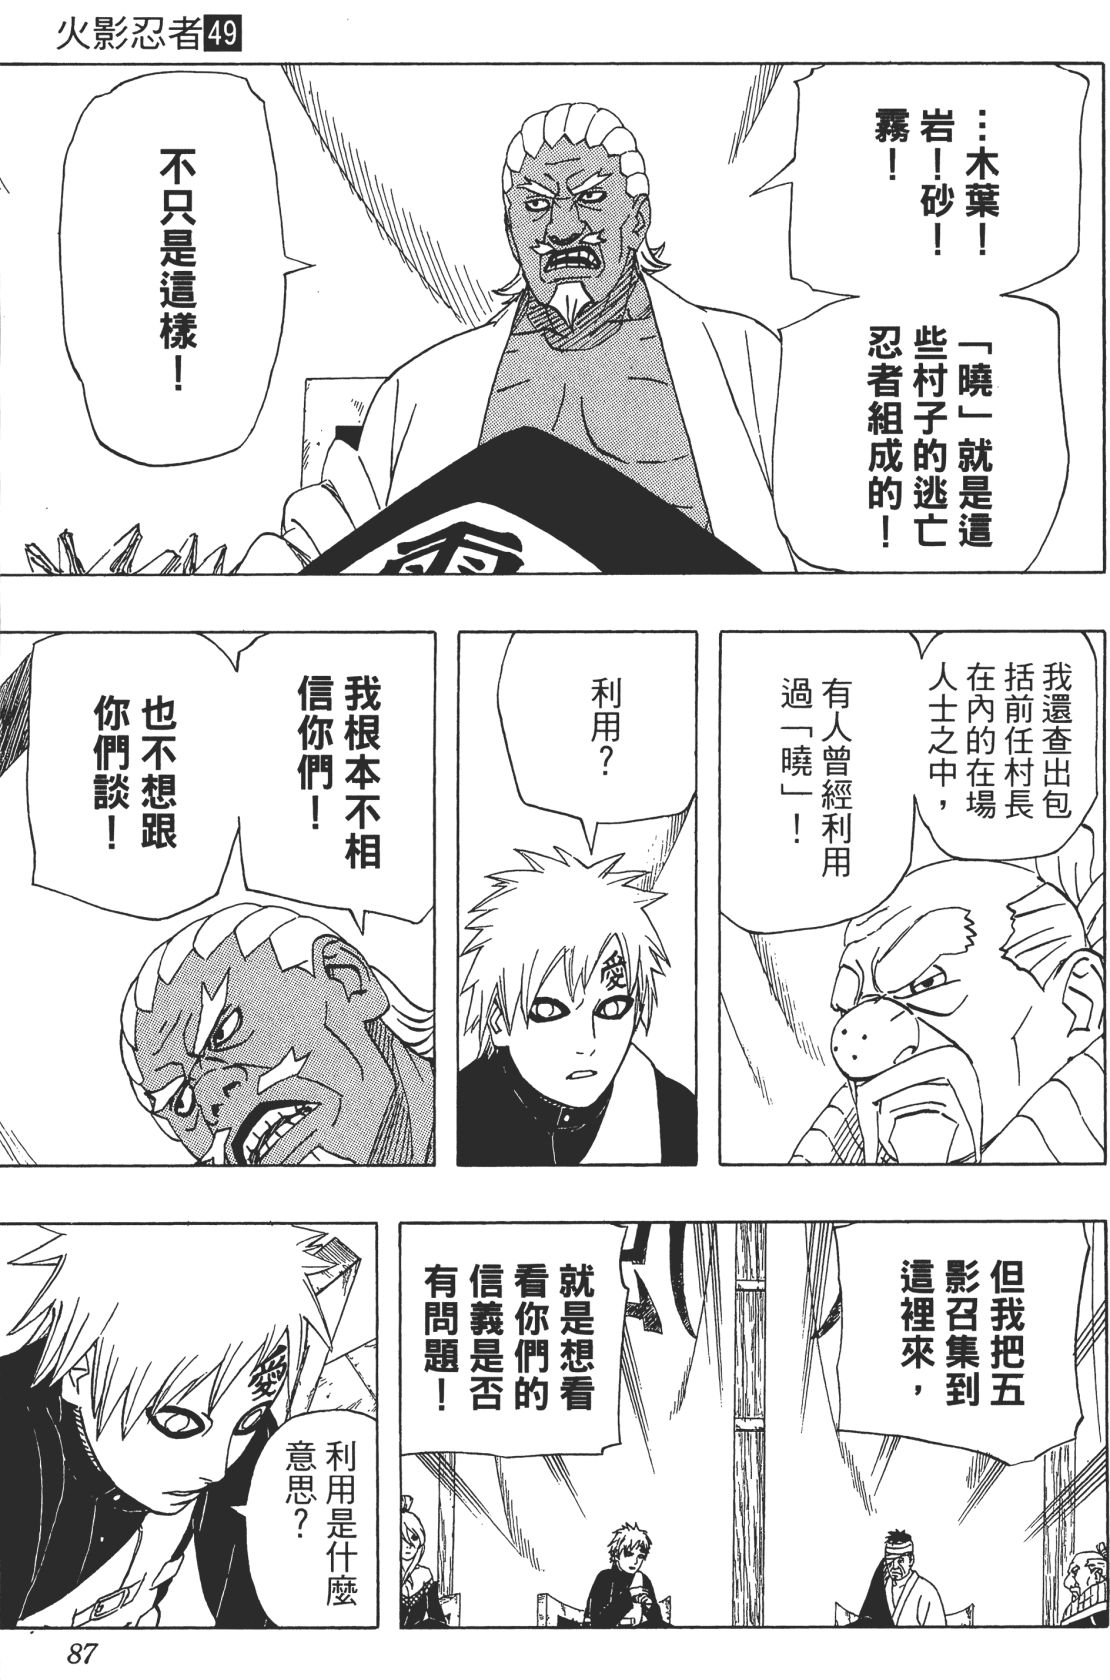 火影忍者49
…木葉！
岩！砂！
霧！
「曉」就是這
些村子的逃亡
忍者組成的！
不只是這樣！
我還查出包
括前任村長
在內的在場
人士之中，
有人曾經利用
過「曉」！
利用？
愛
我根本不相
信你們！
也不想跟
你們談！
但我把五
影召集到
這裡來，
就是想看
看你們的
信義是否
有問題！
愛
利用是什麼
意思？
87